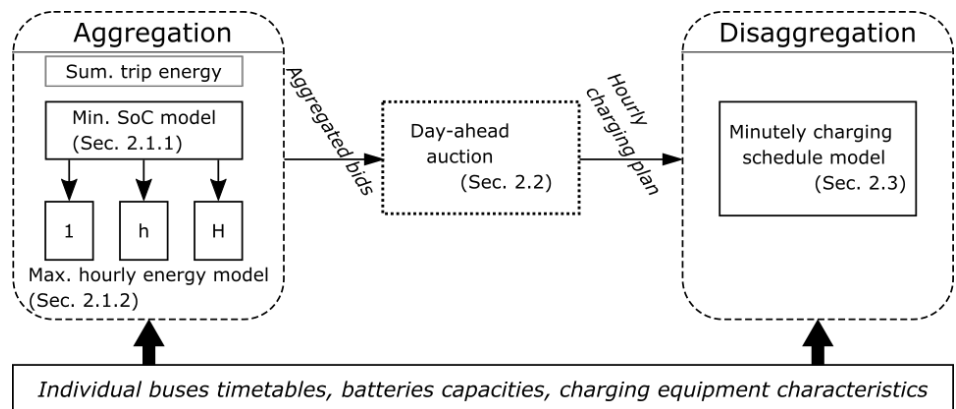 Aggregation
Sum. trip energy
Min. SoC model
(Sec. 2.1.1)
1
h
H
Max. hourly energy model
(Sec. 2.1.2)
Aggregated bids
Day-ahead
auction
(Sec. 2.2)
Hourly
charging plan
Disaggregation
Minutely charging
schedule model
(Sec. 2.3)
Individual buses timetables, batteries capacities, charging equipment characteristics